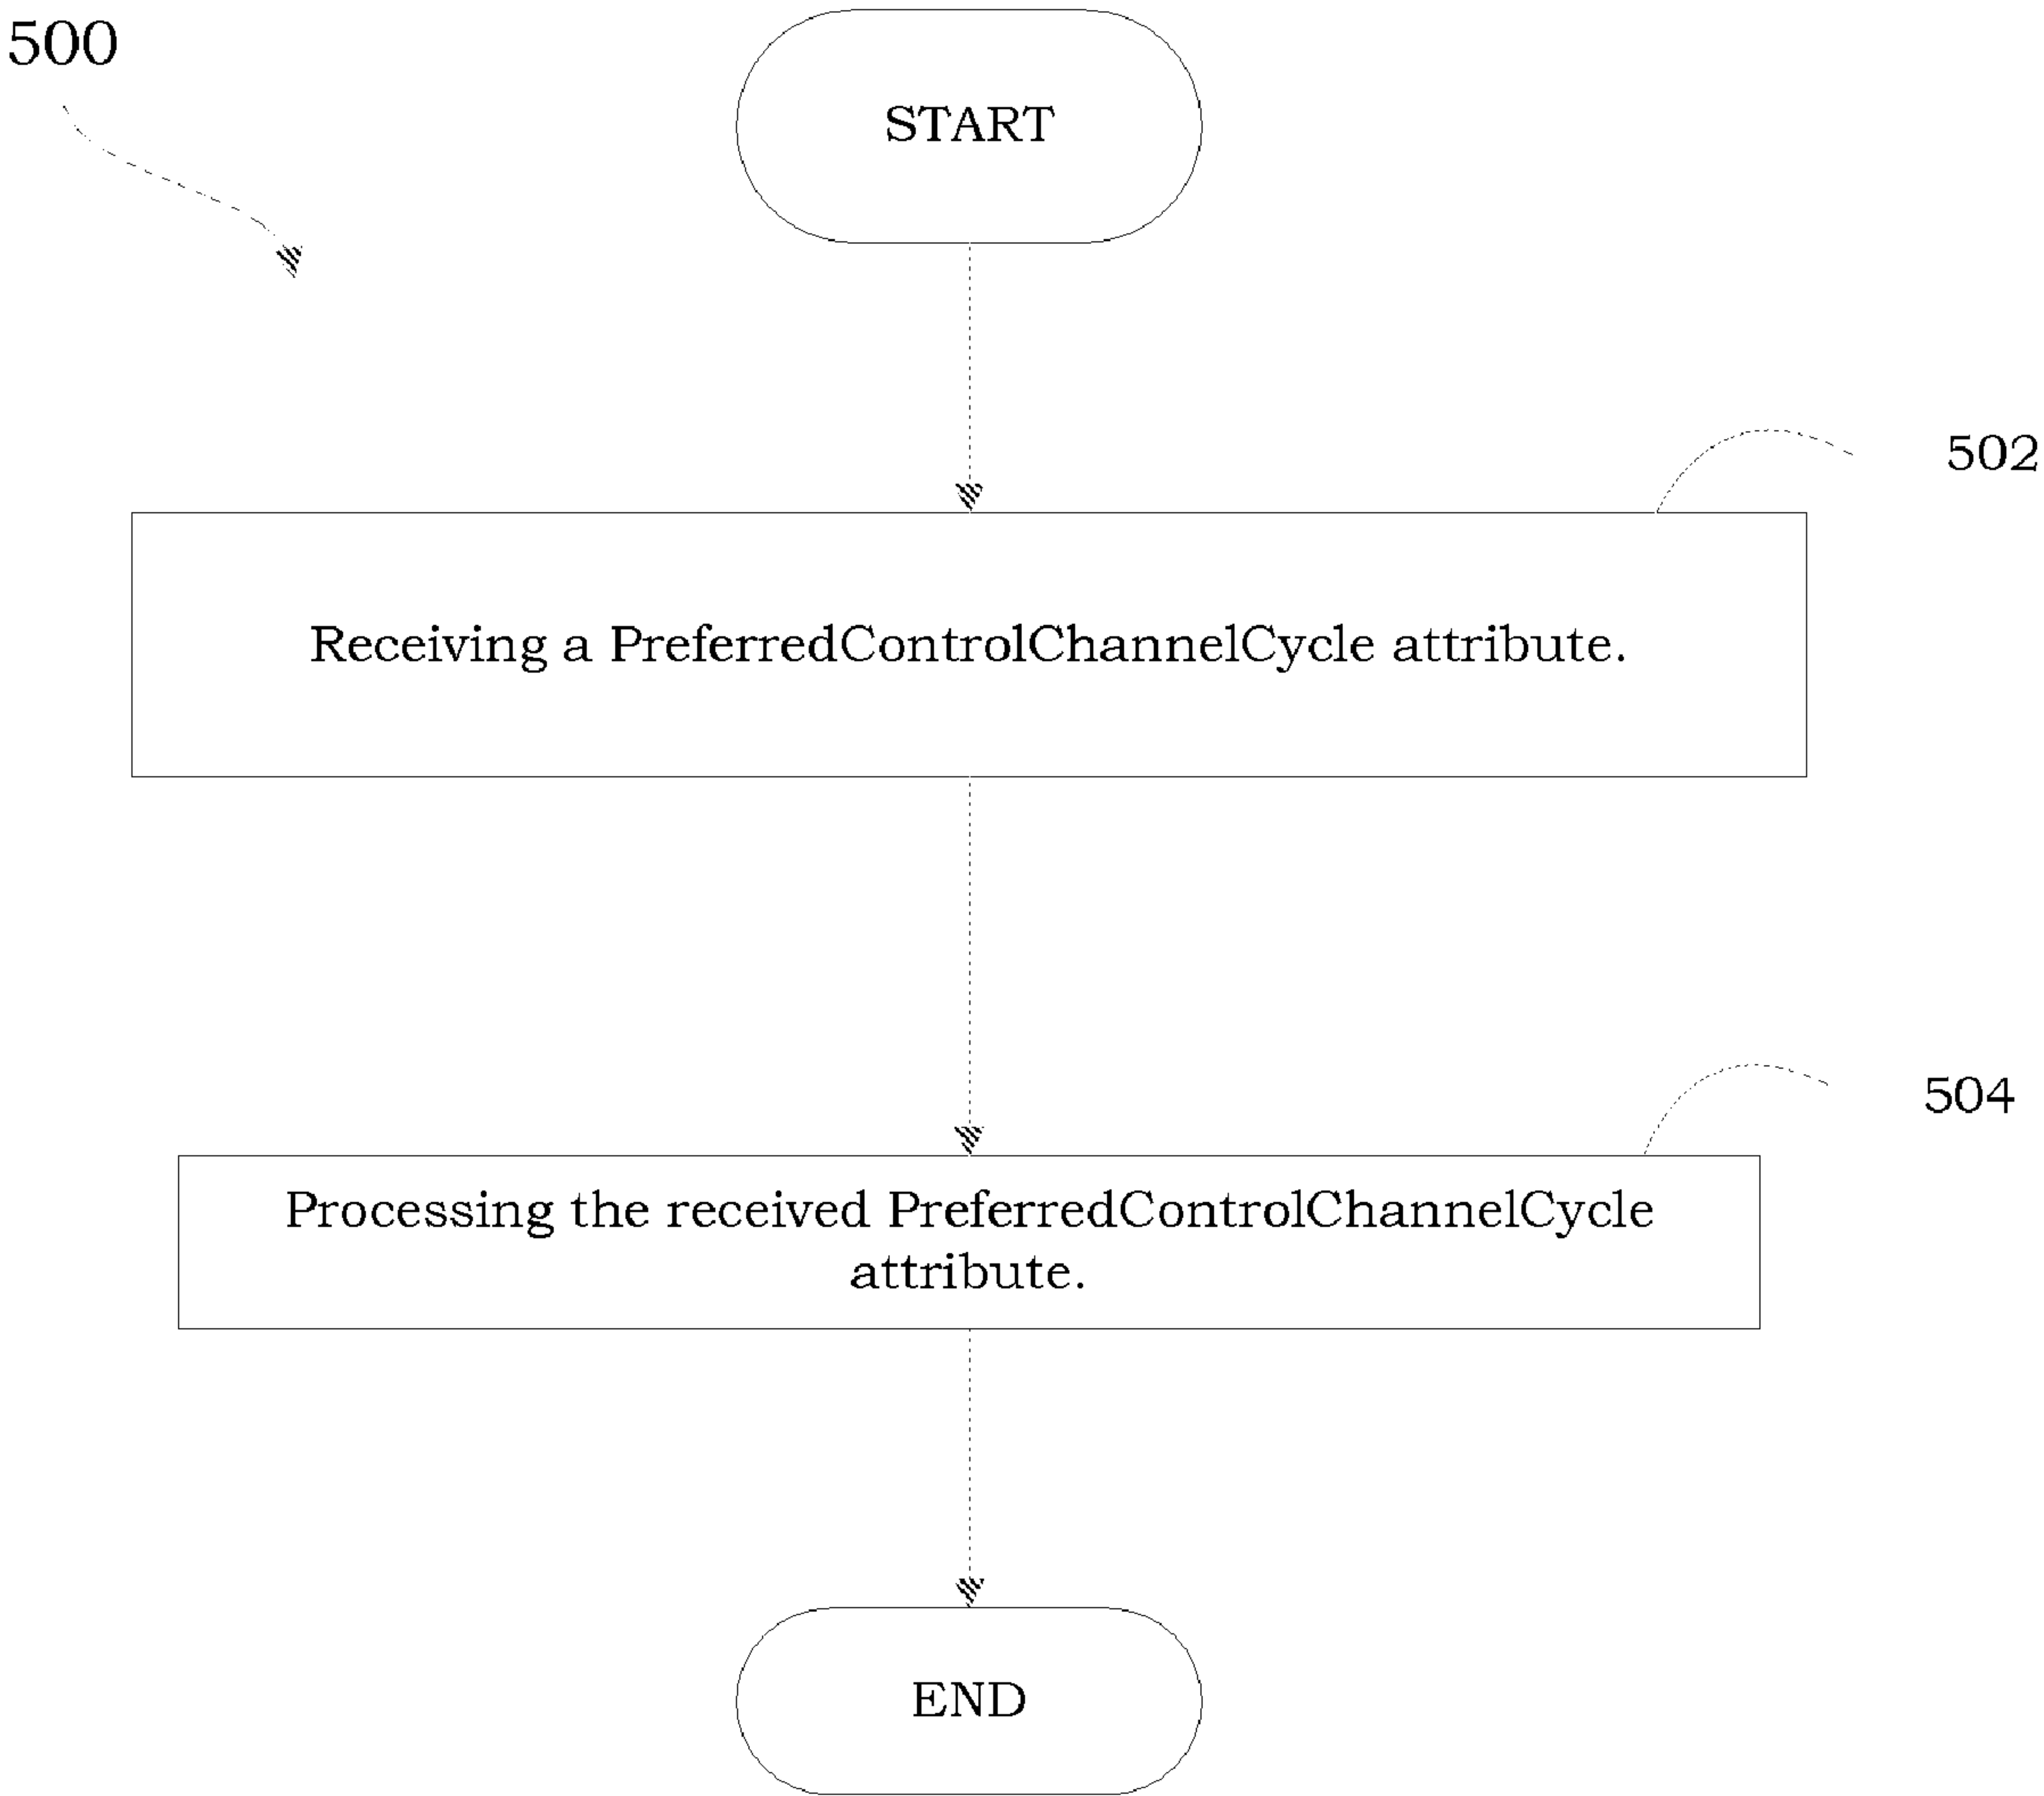 500
START
502
Receiving a PreferredControlChannelCycle attribute.
504
Processing the received PreferredControlChannelCycle
attribute.
END